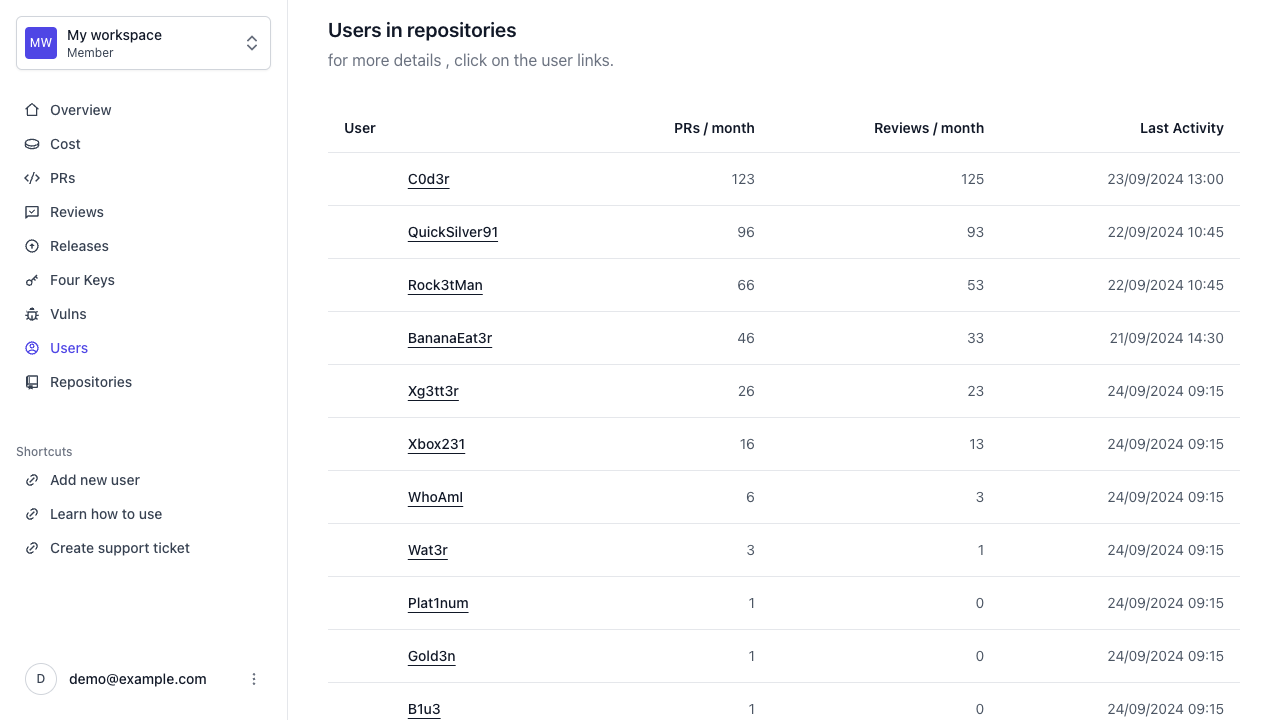 MW
My workspace
Member
Overview
Cost
PRs
Reviews
Releases
Four Keys
Vulns
Users
Repositories
Shortcuts
Add new user
Learn how to use
Create support ticket
D
demo@example.com
Users in repositories
for more details , click on the user links.
User PRs / month Reviews / month Last Activity
C0d3r 123 125 23/09/2024 13:00
QuickSilver91 96 93 22/09/2024 10:45
Rock3tMan 66 53 22/09/2024 10:45
BananaEat3r 46 33 21/09/2024 14:30
Xg3tt3r 26 23 24/09/2024 09:15
Xbox231 16 13 24/09/2024 09:15
WhoAmI 6 3 24/09/2024 09:15
Wat3r 3 1 24/09/2024 09:15
Plat1num 1 0 24/09/2024 09:15
Gold3n 1 0 24/09/2024 09:15
B1u3 1 0 24/09/2024 09:15